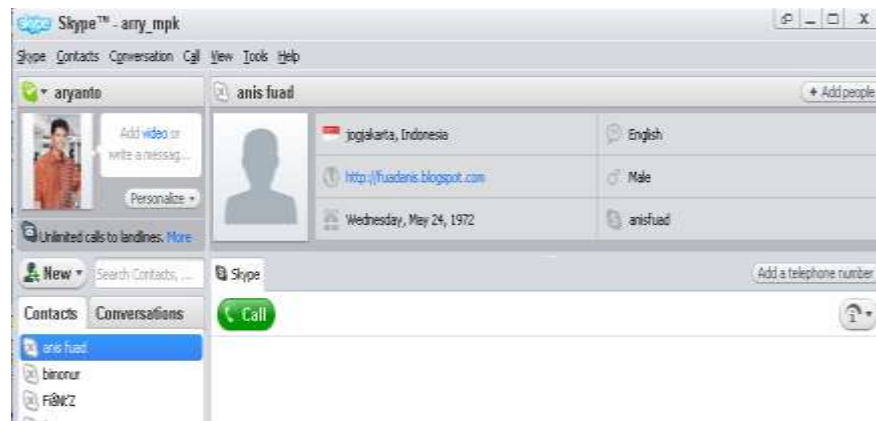 Skype™ - arry_mpk
Skype Contacts Conversation Call View Tools Help
aryanto
anis fuad
+ Add people
Add video or
write a messag...
Personalize
jogjakarta, Indonesia
English
http://fuadanis.blogspot.com
Male
Wednesday, May 24, 1972
anisfuad
Unlimited calls to landlines. More
New
Search Contacts, ...
Skype
Add a telephone number
Contacts Conversations
Call
anis fuad
binonur